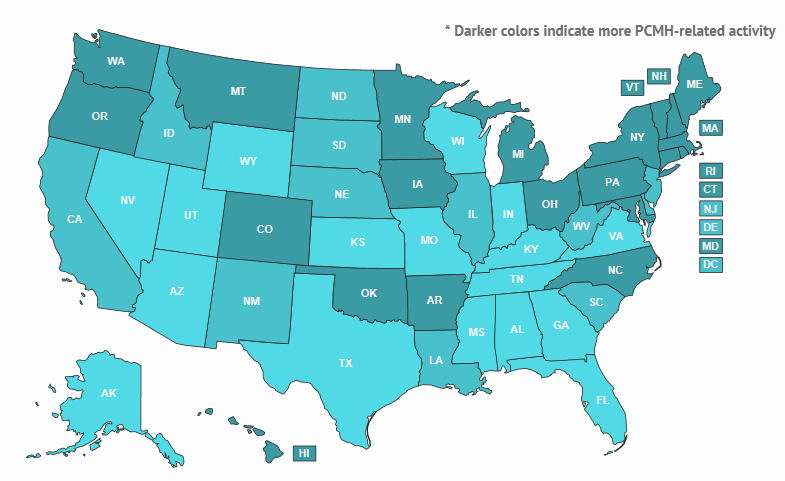 * Darker colors indicate more PCMH-related activity
WA
MT
ND
MN
VT
NH
ME
OR
ID
SD
WI
MI
NY
MA
WY
IA
NE
PA
RI
CT
NV
UT
CO
KS
MO
IL
IN
OH
NJ
CA
WV
VA
DE
KY
MD
DC
AZ
NM
OK
AR
TN
NC
SC
MS
AL
GA
TX
LA
AK
FL
HI